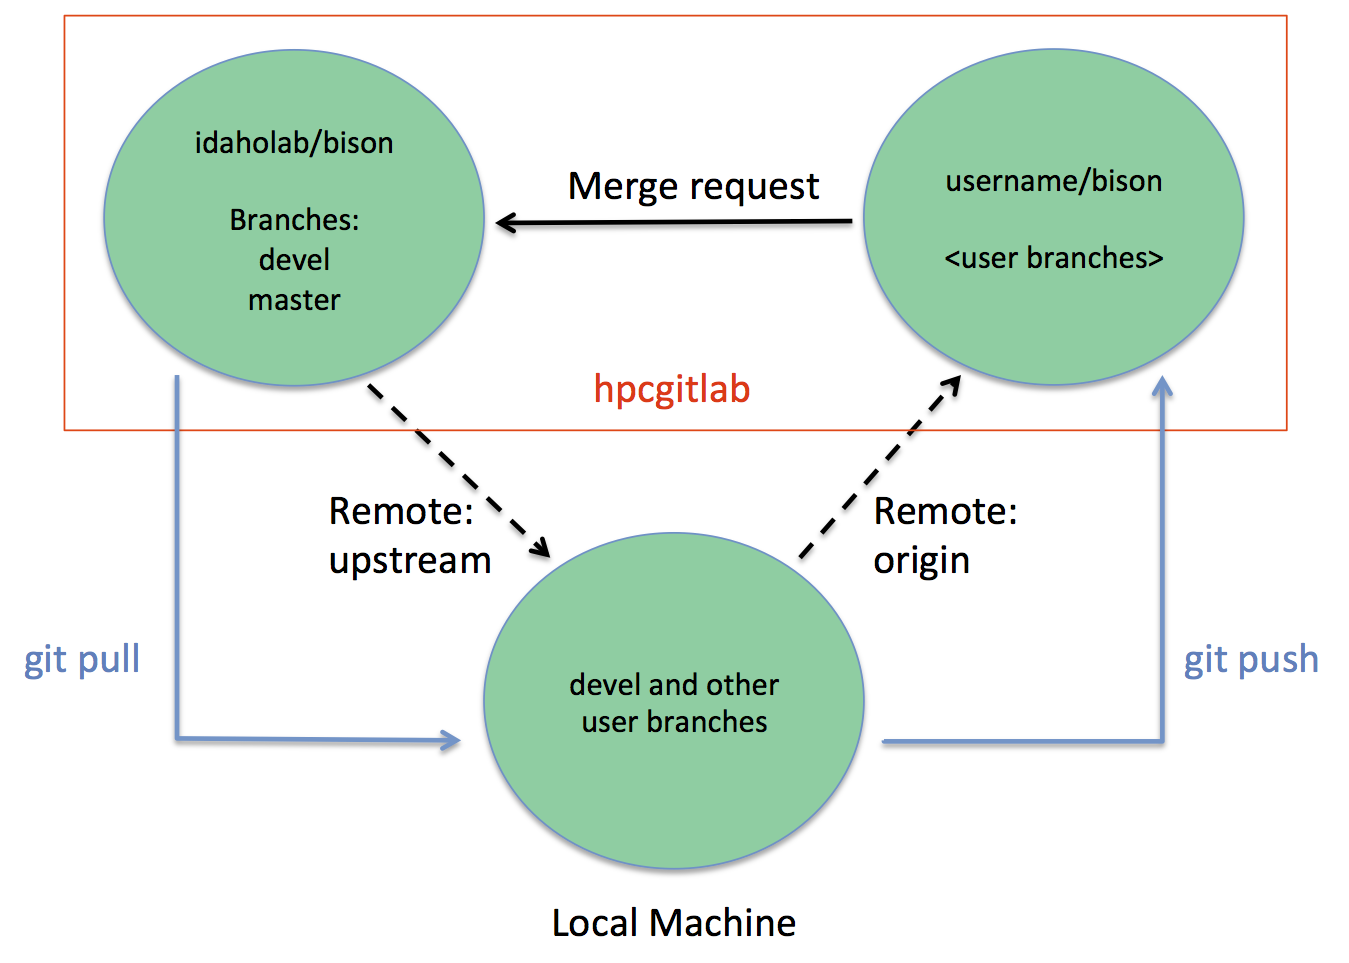 idaholab/bison
Branches:
devel
master
Merge request
username/bison
<user branches>
hpcgitlab
Remote:
upstream
Remote:
origin
git pull
git push
devel and other
user branches
Local Machine